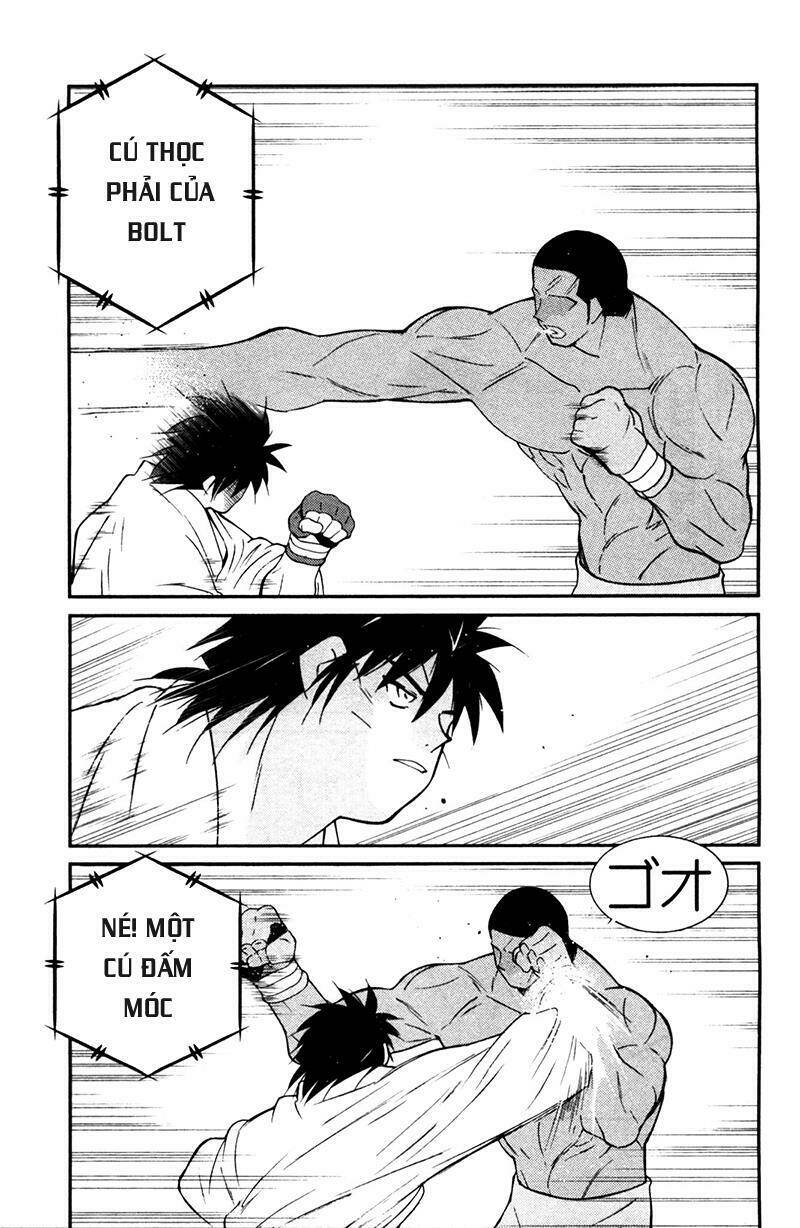 CÚ THỌC
PHẢI CỦA
BOLT
ゴオ
NÉ! MỘT
CÚ ĐẤM
MÓC